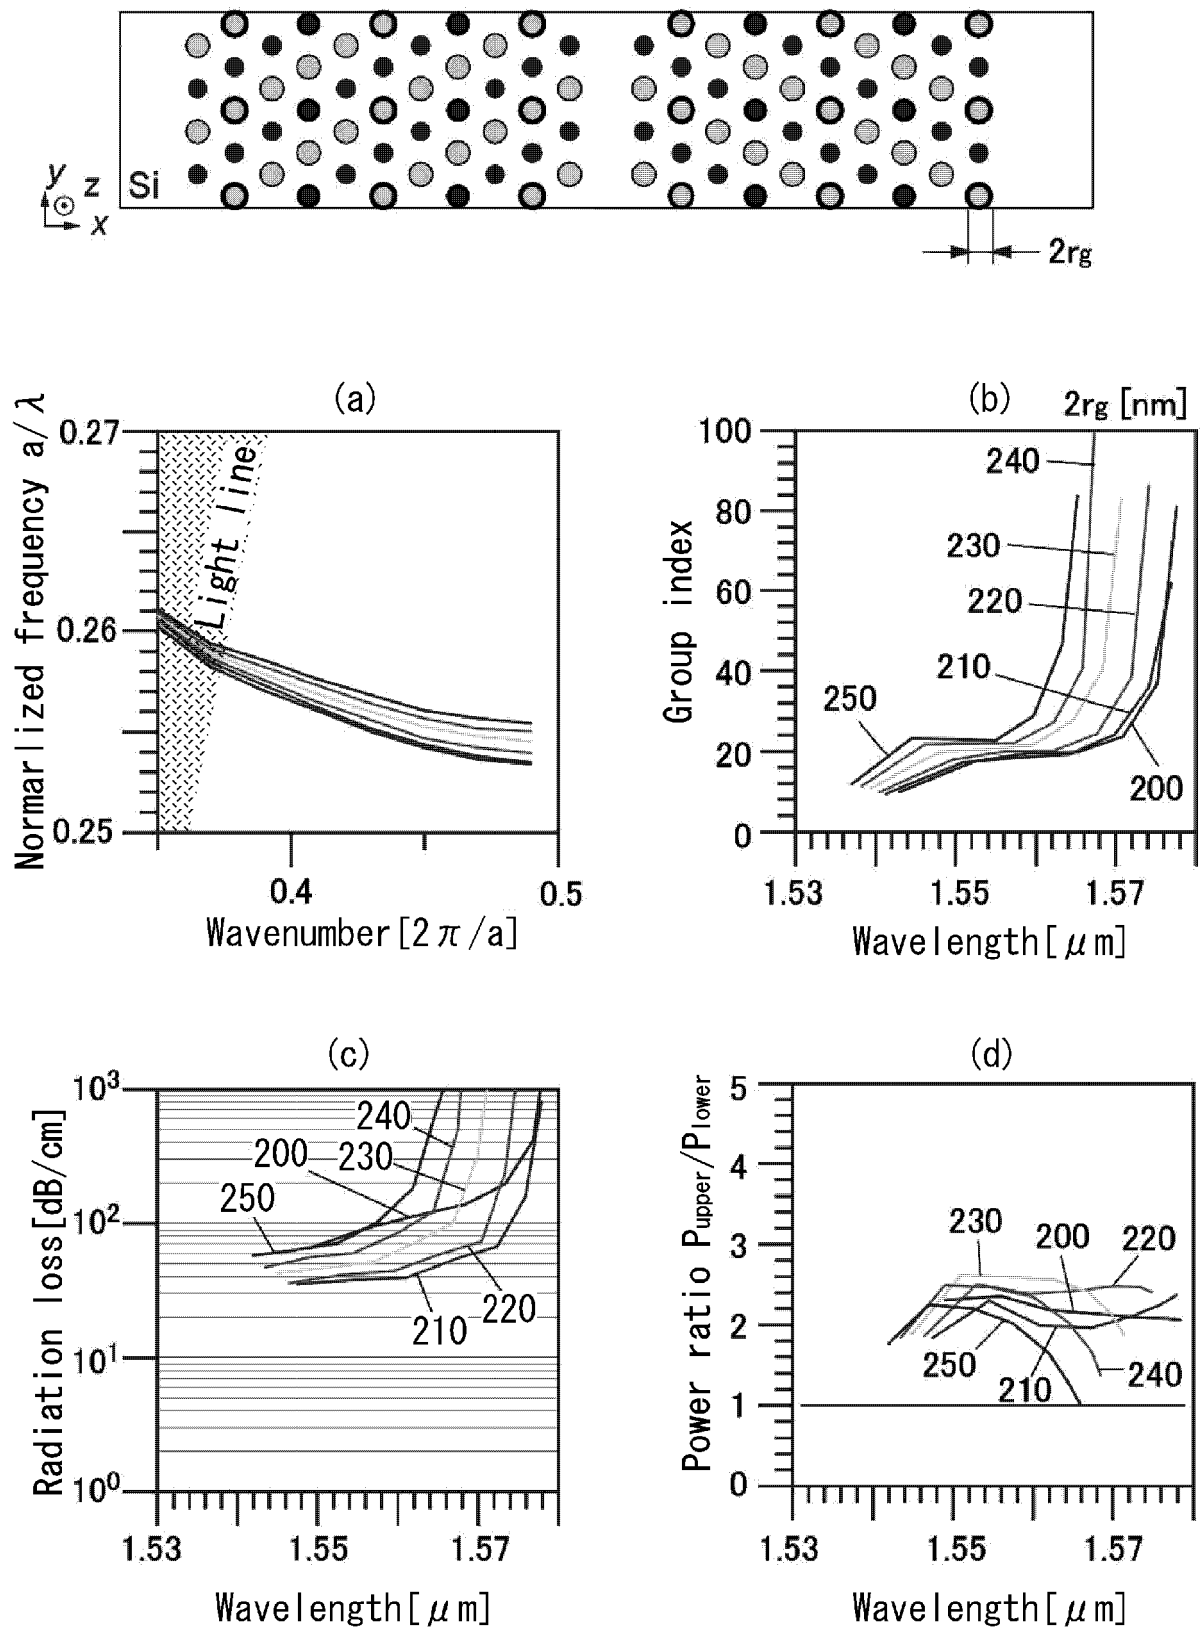 y
z
x
Si
2rg
(a)
Normarlized frequency a/λ
0.27
0.26
0.25
Light line
0.4
0.5
Wavenumber[2π/a]
(b)
2rg [nm]
Group index
100
80
60
40
20
0
240
230
220
210
250
200
1.53
1.55
1.57
Wavelength[μm]
(c)
Radiation loss[dB/cm]
10³
10²
10¹
10⁰
240
200
230
250
220
210
1.53
1.55
1.57
Wavelength[μm]
(d)
Power ratio Pupper/Plower
5
4
3
2
1
0
230
200
220
250
210
240
1.53
1.55
1.57
Wavelength[μm]